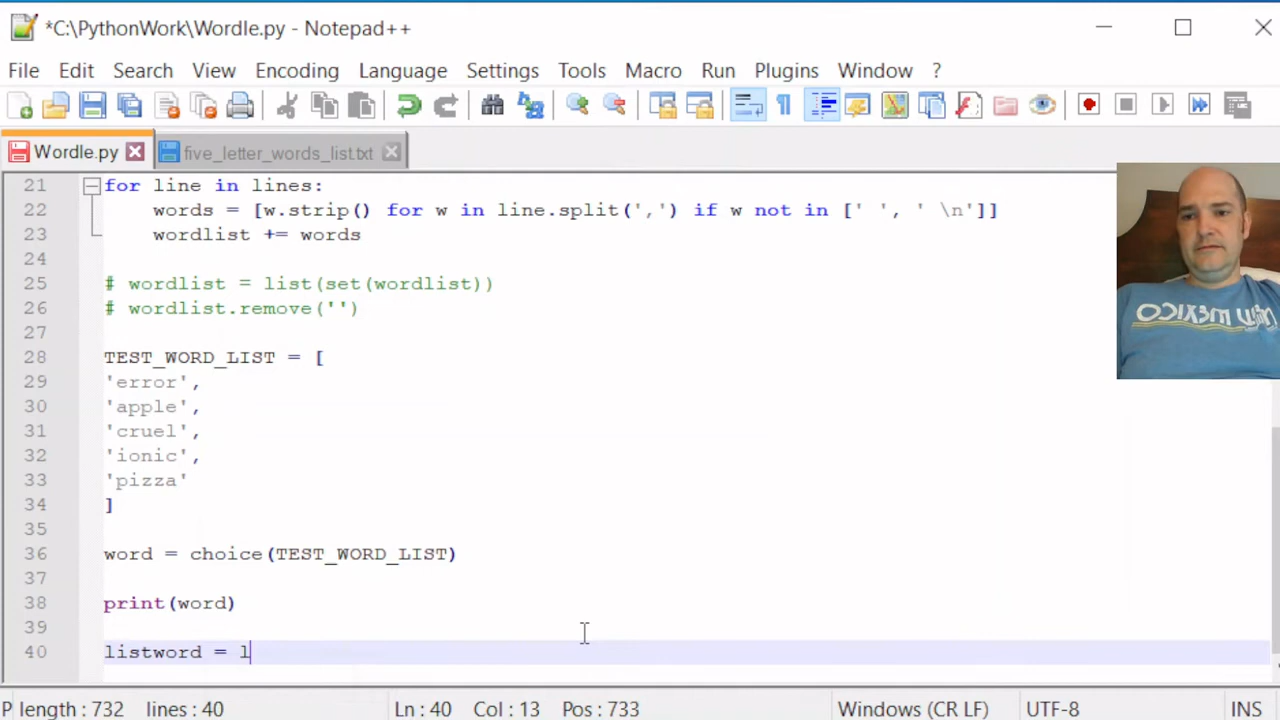 *C:\PythonWork\Wordle.py - Notepad++
File Edit Search View Encoding Language Settings Tools Macro Run Plugins Window ?
Wordle.py five_letter_words_list.txt
21 for line in lines:
22 words = [w.strip() for w in line.split(',') if w not in [' ', ' \n']]
23 wordlist += words
24
25 # wordlist = list(set(wordlist))
26 # wordlist.remove('')
27
28 TEST_WORD_LIST = [
29 'error',
30 'apple',
31 'cruel',
32 'ionic',
33 'pizza'
34 ]
35
36 word = choice(TEST_WORD_LIST)
37
38 print(word)
39
40 listword = l
P length : 732 lines : 40 Ln : 40 Col : 13 Pos : 733 Windows (CR LF) UTF-8 INS